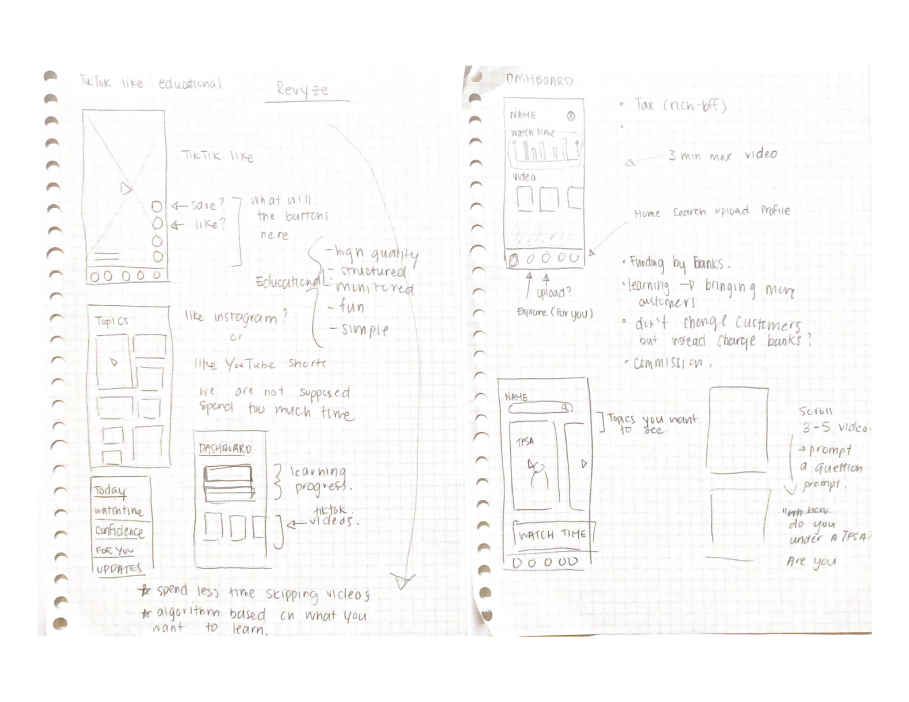 TikTok like educational
Revyze
TikTik like
save?
like?
what will
the buttons
here
Educational
- high quality
- structured
- monitored
- fun
- simple
TOPICS
like instagram?
or
like YouTube Shorts
we are not supposed
spend too much time
DASHBOARD
learning
progress.
tiktok
videos.
Today
watchtime
Confidence
FOR YOU
UPDATES
☆ spend less time skipping videos
☆ algorithm based on what you
want to learn.
DASHBOARD
NAME
watch time
video
upload?
Explore (For you)
• Tax (rich-off)
•
3 min max video
Home search upload profile
• Funding by Banks.
• learning → bringing more
customers
• don't change customers
but instead charge banks?
• commission.
NAME
TFSA
Topics you want
to see
WATCH TIME
Scroll
3-5 video.
→ prompt
a question
prompt.
do you
under A TFSA?
Are you